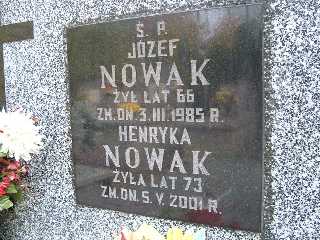 Ś. P.
JÓZEF
NOWAK
ŻYŁ LAT 66
ZM. DN. 3. III. 1985 R.
HENRYKA
NOWAK
ŻYŁA LAT 73
ZM. DN. 5. V. 2001 R.